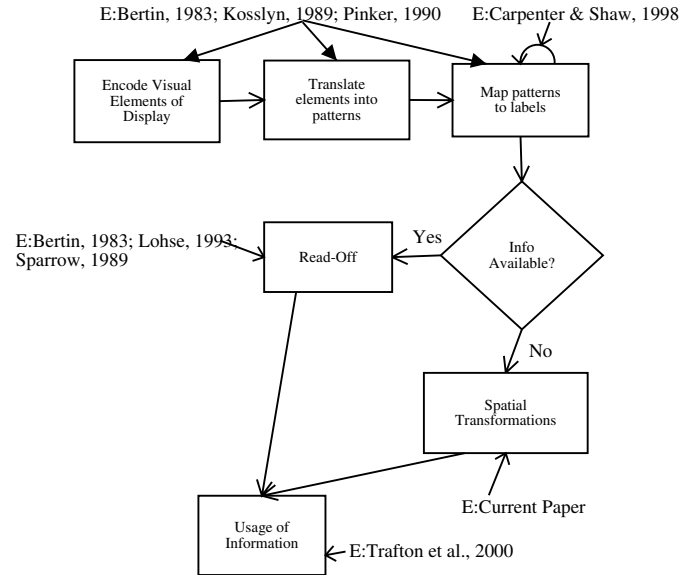 E:Bertin, 1983; Kosslyn, 1989; Pinker, 1990
E:Carpenter & Shaw, 1998
Encode Visual
Elements of
Display
Translate
elements into
patterns
Map patterns
to labels
E:Bertin, 1983; Lohse, 1993;
Sparrow, 1989
Read-Off
Yes
Info
Available?
No
Spatial
Transformations
E:Current Paper
Usage of
Information
E:Trafton et al., 2000